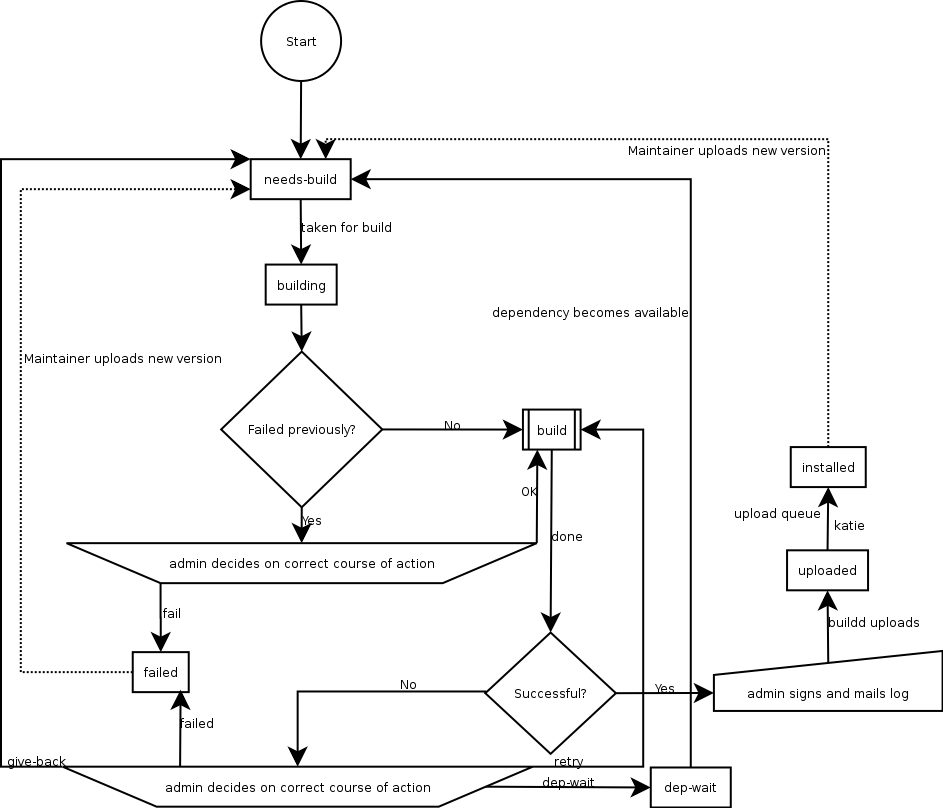 Start
Maintainer uploads new version
needs-build
taken for build
building
dependency becomes available
Maintainer uploads new version
Failed previously?
No
build
installed
OK
upload queue
katie
Yes
done
admin decides on correct course of action
uploaded
fail
buildd uploads
failed
No
Successful?
Yes
admin signs and mails log
failed
give-back
retry
dep-wait
admin decides on correct course of action
dep-wait